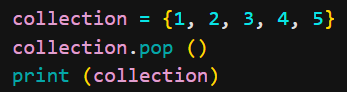 collection = {1, 2, 3, 4, 5}
collection.pop ()
print (collection)